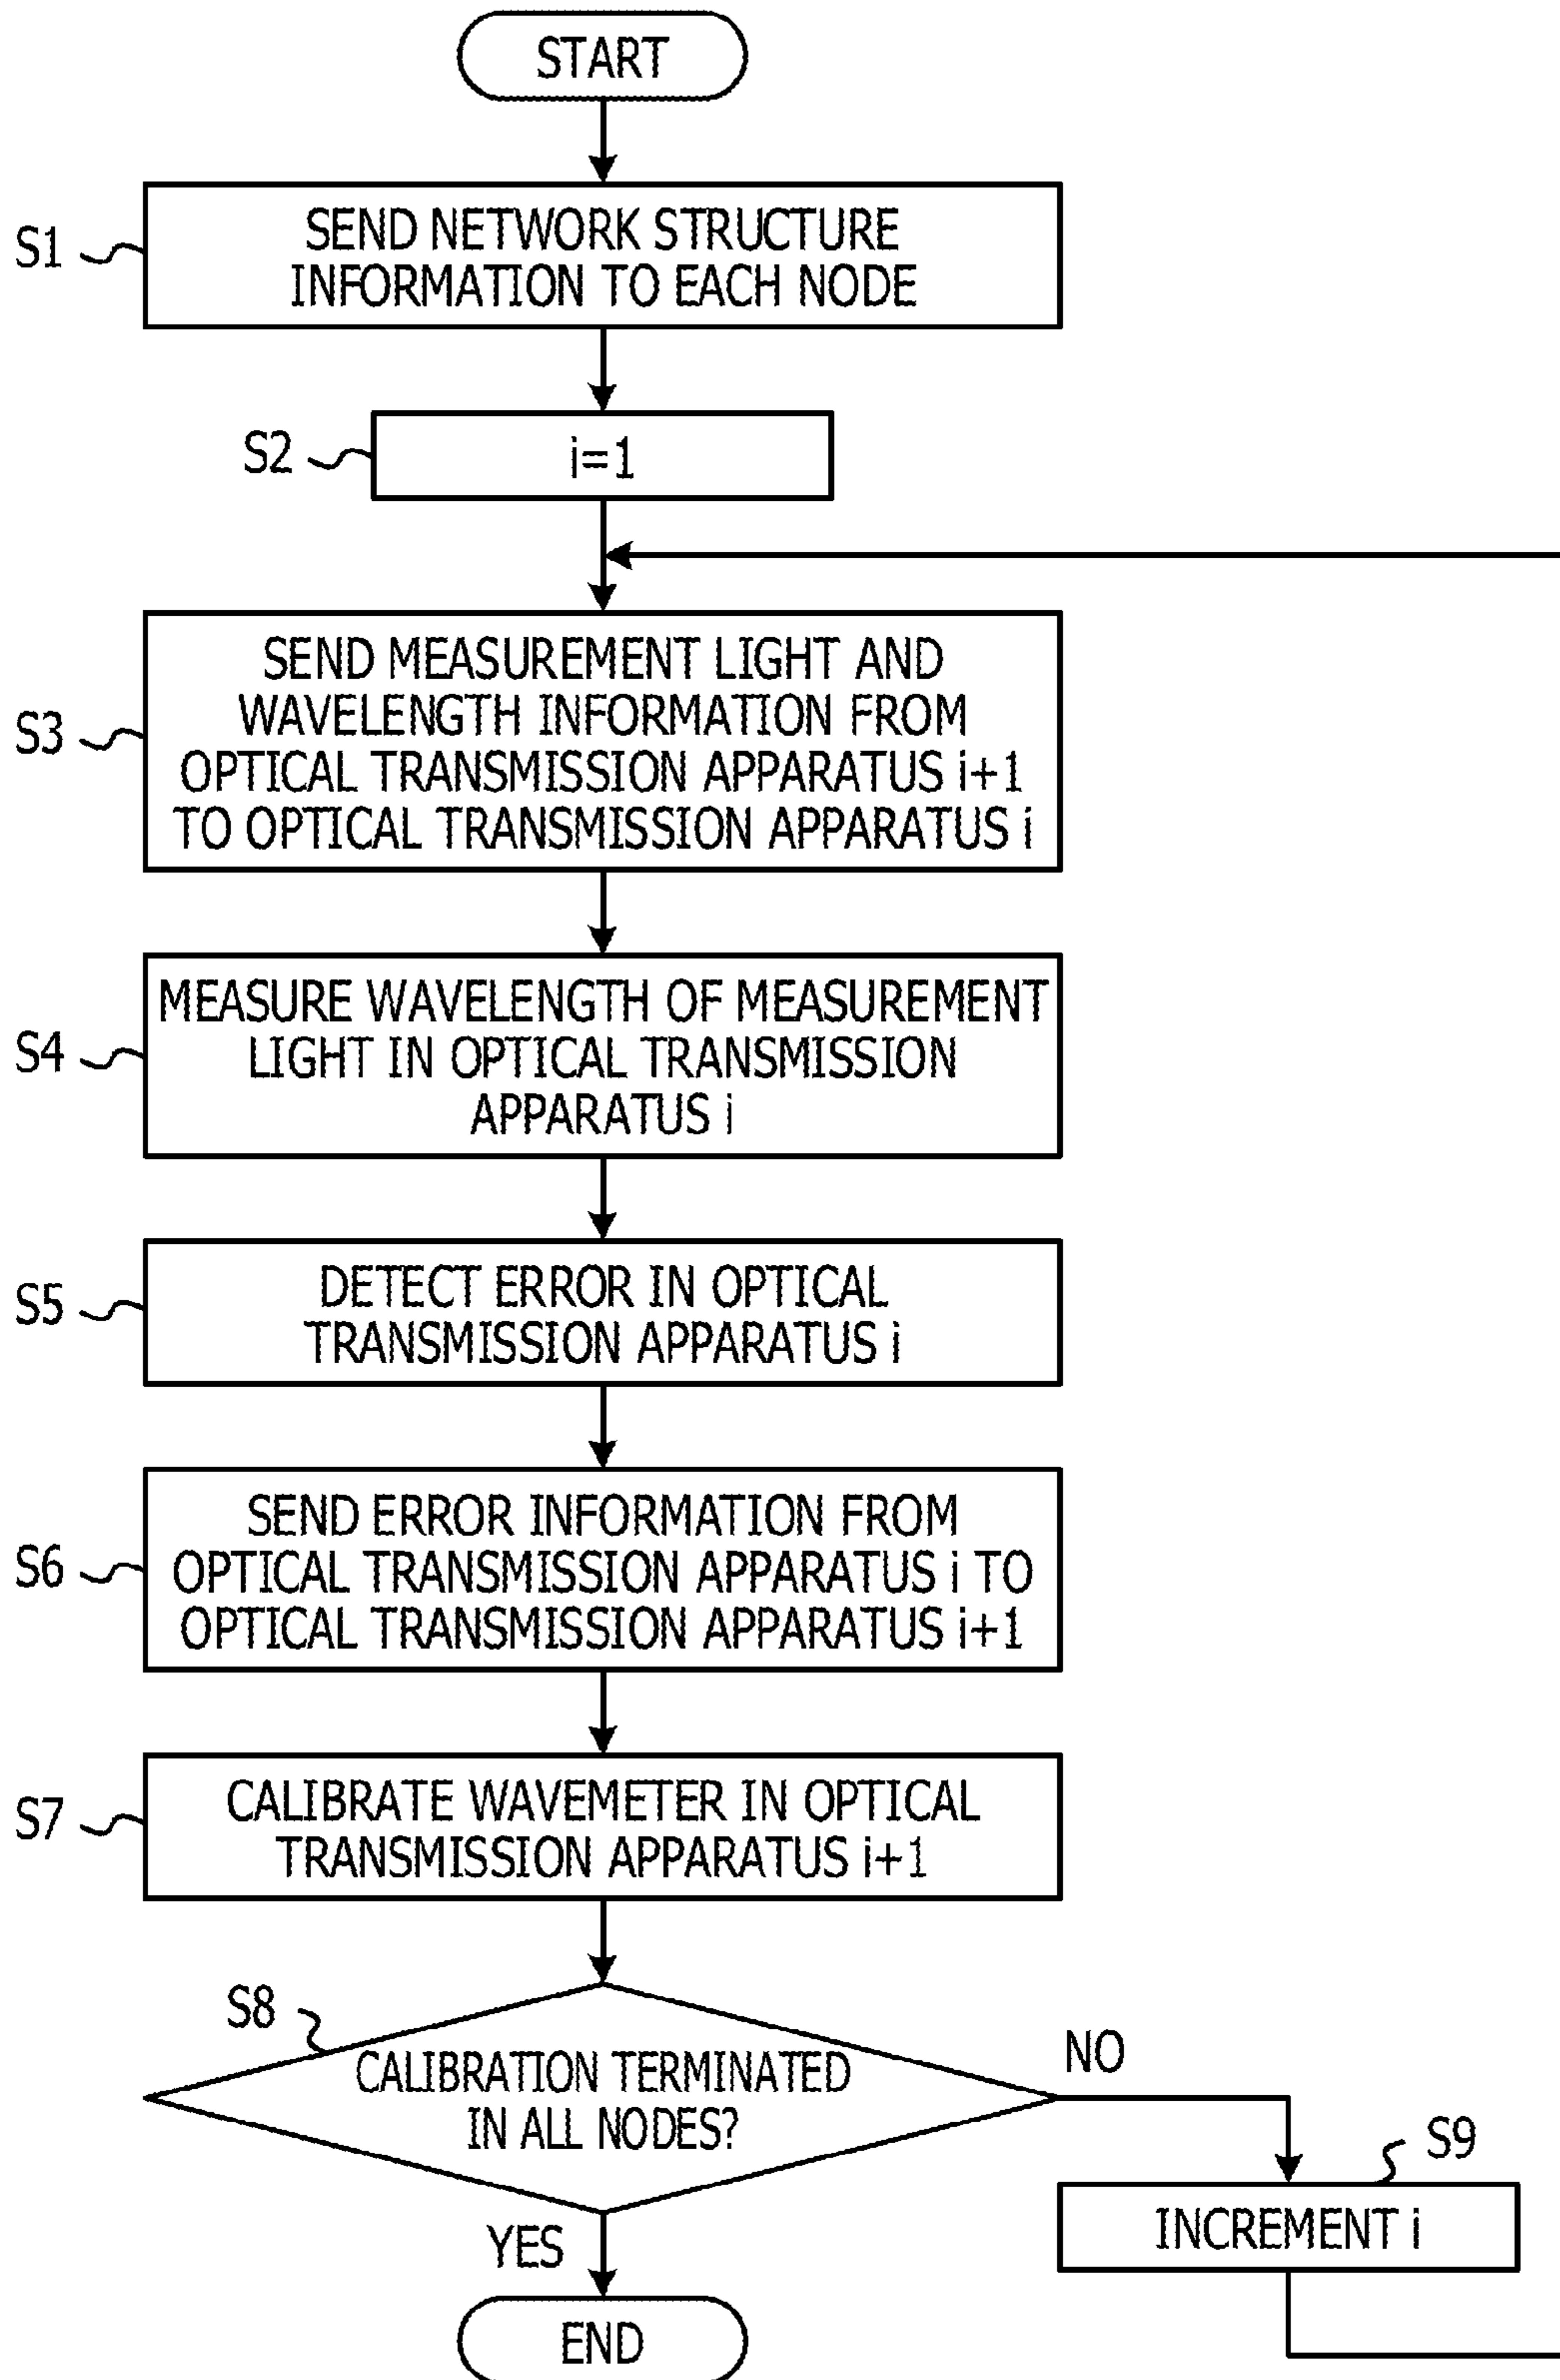 START
S1
SEND NETWORK STRUCTURE
INFORMATION TO EACH NODE
S2
i=1
S3
SEND MEASUREMENT LIGHT AND
WAVELENGTH INFORMATION FROM
OPTICAL TRANSMISSION APPARATUS i+1
TO OPTICAL TRANSMISSION APPARATUS i
S4
MEASURE WAVELENGTH OF MEASUREMENT
LIGHT IN OPTICAL TRANSMISSION
APPARATUS i
S5
DETECT ERROR IN OPTICAL
TRANSMISSION APPARATUS i
S6
SEND ERROR INFORMATION FROM
OPTICAL TRANSMISSION APPARATUS i TO
OPTICAL TRANSMISSION APPARATUS i+1
S7
CALIBRATE WAVEMETER IN OPTICAL
TRANSMISSION APPARATUS i+1
S8
CALIBRATION TERMINATED
IN ALL NODES?
NO
S9
INCREMENT i
YES
END